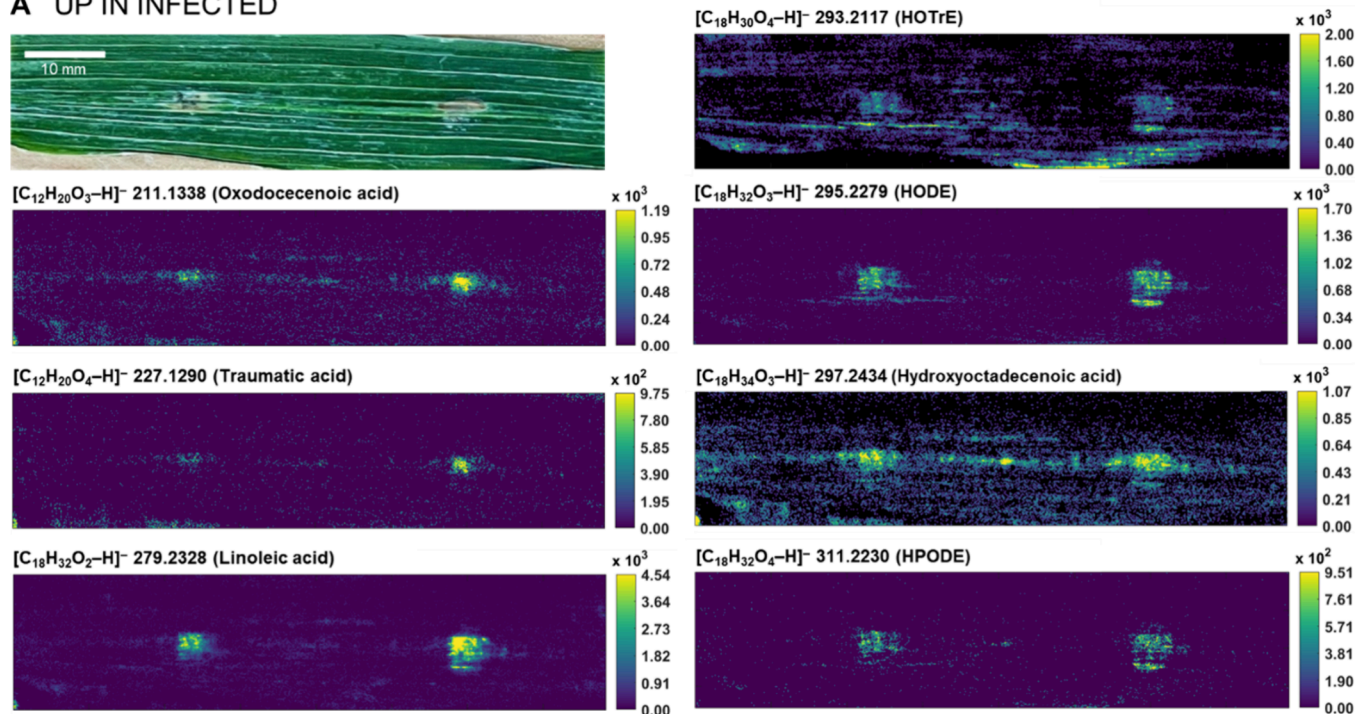 A UP IN INFECTED
10 mm
[C₁₂H₂₀O₃–H]⁻ 211.1338 (Oxodocecenoic acid)
x 10³
1.19
0.95
0.72
0.48
0.24
0.00
[C₁₂H₂₀O₄–H]⁻ 227.1290 (Traumatic acid)
x 10²
9.75
7.80
5.85
3.90
1.95
0.00
[C₁₈H₃₂O₂–H]⁻ 279.2328 (Linoleic acid)
x 10³
4.54
3.64
2.73
1.82
0.91
0.00
[C₁₈H₃₀O₄–H]⁻ 293.2117 (HOTrE)
x 10³
2.00
1.60
1.20
0.80
0.40
0.00
[C₁₈H₃₂O₃–H]⁻ 295.2279 (HODE)
x 10³
1.70
1.36
1.02
0.68
0.34
0.00
[C₁₈H₃₄O₃–H]⁻ 297.2434 (Hydroxyoctadecenoic acid)
x 10³
1.07
0.85
0.64
0.43
0.21
0.00
[C₁₈H₃₂O₄–H]⁻ 311.2230 (HPODE)
x 10²
9.51
7.61
5.71
3.81
1.90
0.00